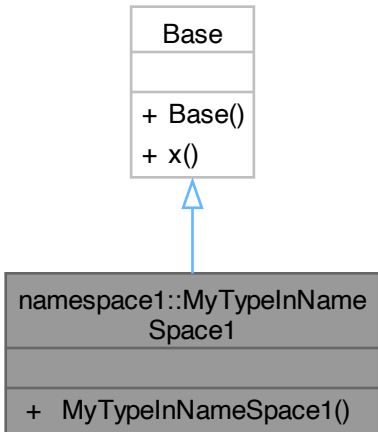 Base
+ Base()
+ x()
namespace1::MyTypeInName
Space1
+ MyTypeInNameSpace1()